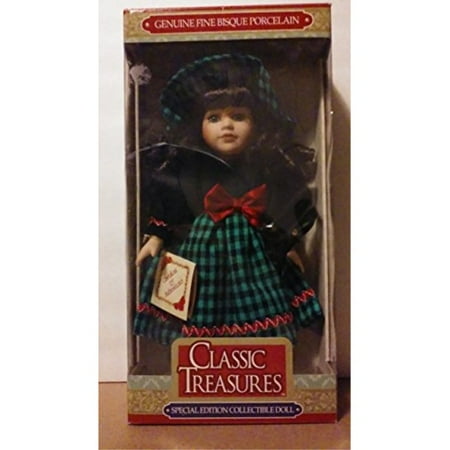 GENUINE FINE BISQUE PORCELAIN
CLASSIC
TREASURES
SPECIAL EDITION COLLECTIBLE DOLL